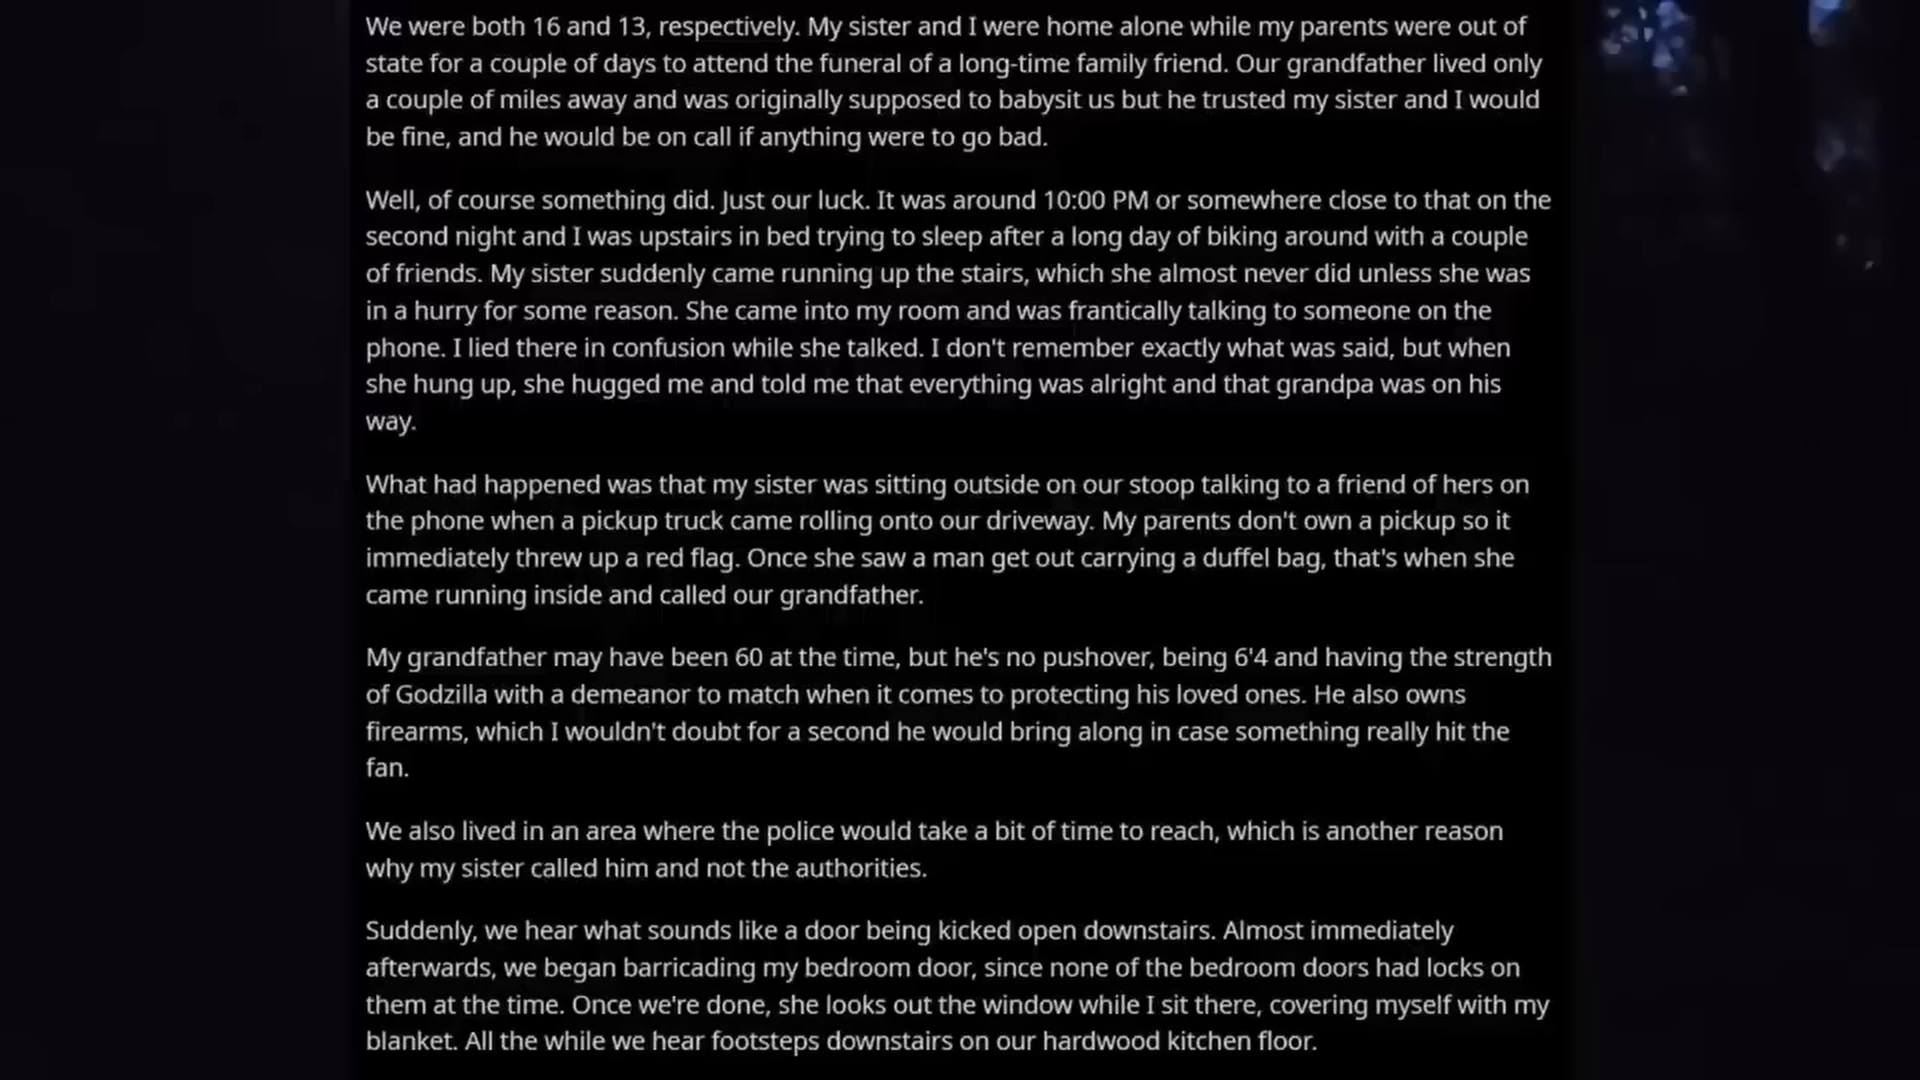 We were both 16 and 13, respectively. My sister and I were home alone while my parents were out of
state for a couple of days to attend the funeral of a long-time family friend. Our grandfather lived only
a couple of miles away and was originally supposed to babysit us but he trusted my sister and I would
be fine, and he would be on call if anything were to go bad.
Well, of course something did. Just our luck. It was around 10:00 PM or somewhere close to that on the
second night and I was upstairs in bed trying to sleep after a long day of biking around with a couple
of friends. My sister suddenly came running up the stairs, which she almost never did unless she was
in a hurry for some reason. She came into my room and was frantically talking to someone on the
phone. I lied there in confusion while she talked. I don't remember exactly what was said, but when
she hung up, she hugged me and told me that everything was alright and that grandpa was on his
way.
What had happened was that my sister was sitting outside on our stoop talking to a friend of hers on
the phone when a pickup truck came rolling onto our driveway. My parents don't own a pickup so it
immediately threw up a red flag. Once she saw a man get out carrying a duffel bag, that's when she
came running inside and called our grandfather.
My grandfather may have been 60 at the time, but he's no pushover, being 6'4 and having the strength
of Godzilla with a demeanor to match when it comes to protecting his loved ones. He also owns
firearms, which I wouldn't doubt for a second he would bring along in case something really hit the
fan.
We also lived in an area where the police would take a bit of time to reach, which is another reason
why my sister called him and not the authorities.
Suddenly, we hear what sounds like a door being kicked open downstairs. Almost immediately
afterwards, we began barricading my bedroom door, since none of the bedroom doors had locks on
them at the time. Once we're done, she looks out the window while I sit there, covering myself with my
blanket. All the while we hear footsteps downstairs on our hardwood kitchen floor.